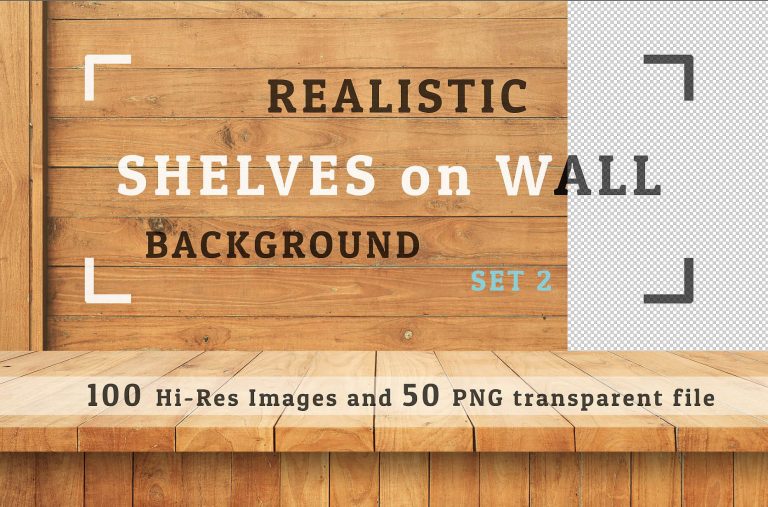 REALISTIC
SHELVES on WALL
BACKGROUND
SET 2
100 Hi-Res Images and 50 PNG transparent file